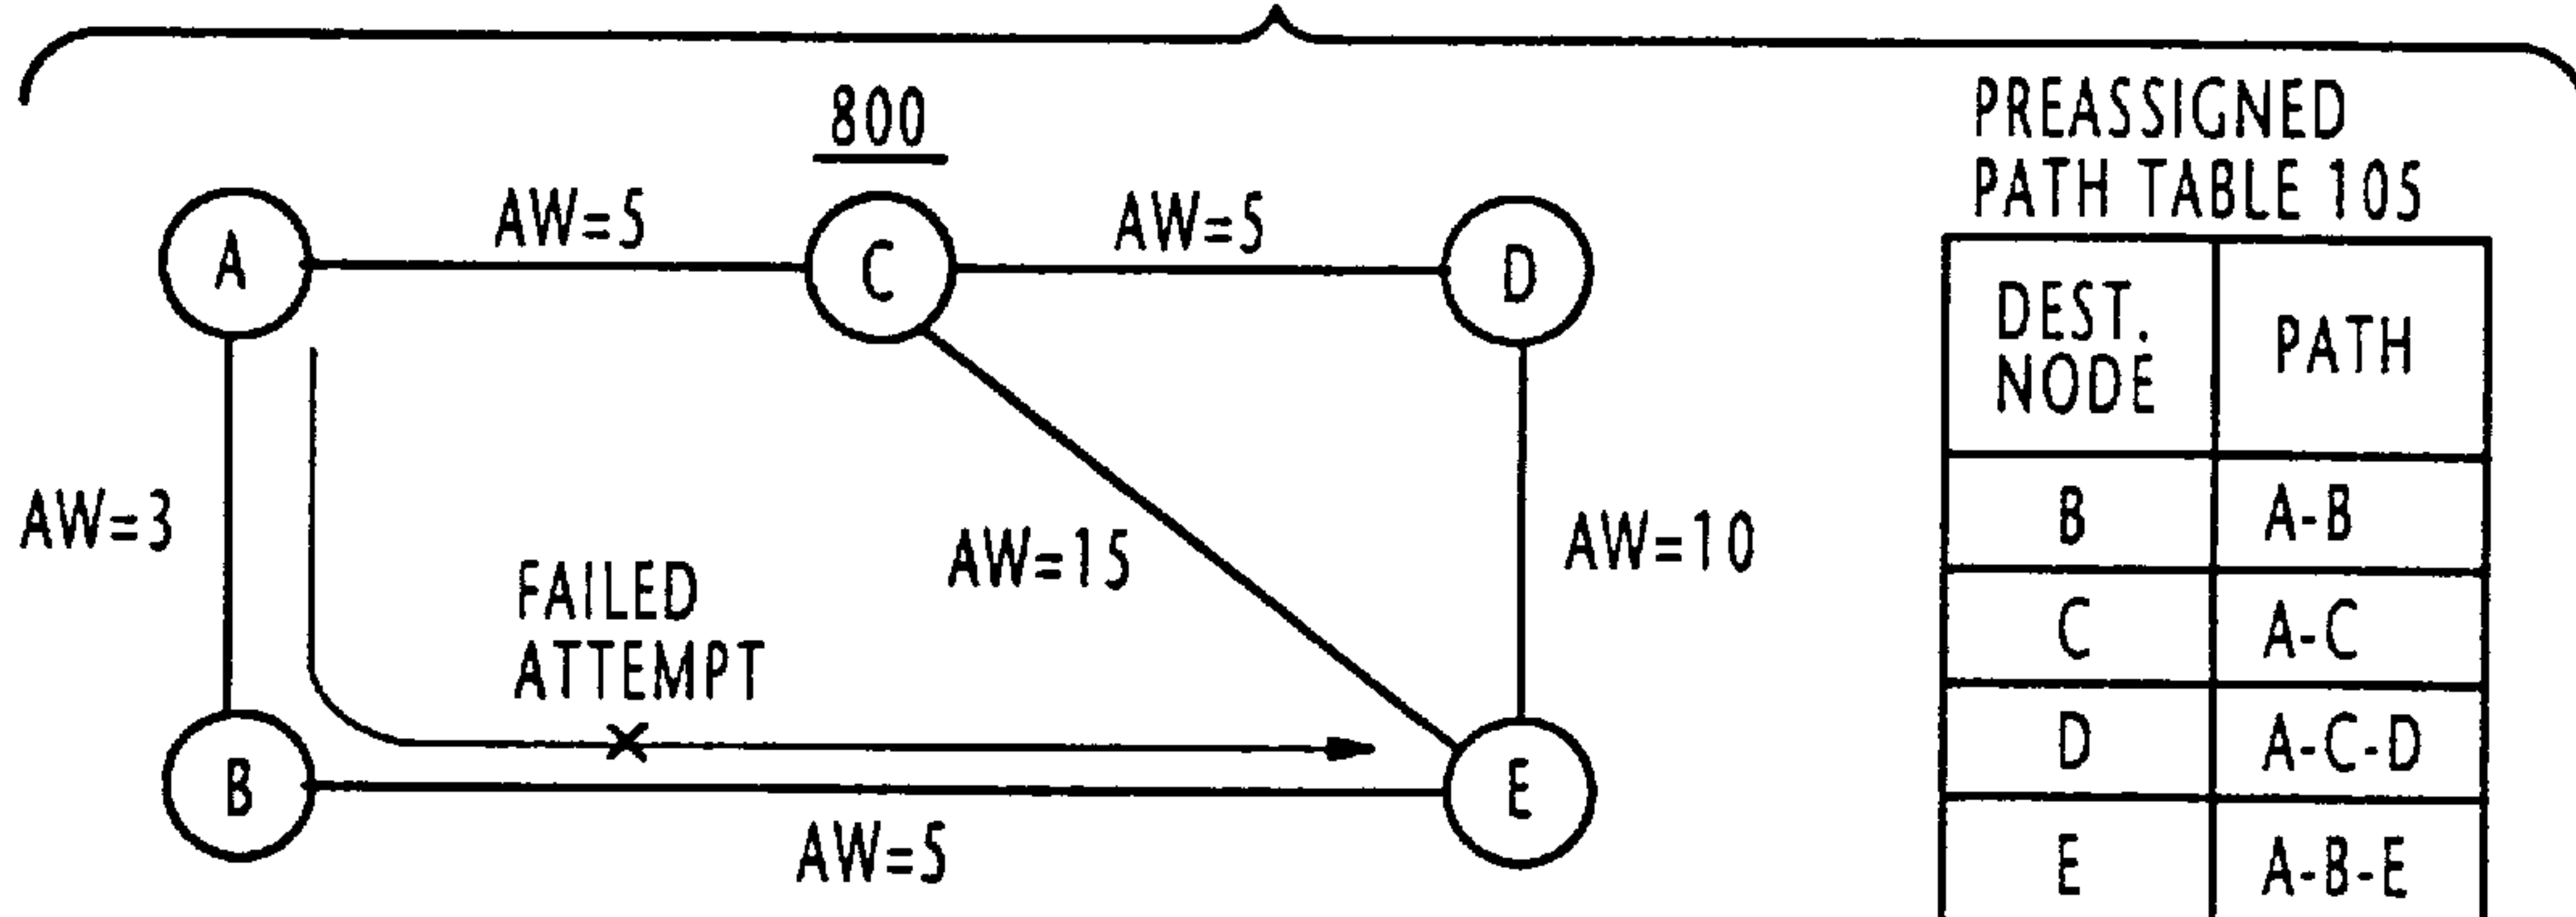 800
A
AW=5
C
AW=5
D
AW=3
FAILED
ATTEMPT
AW=15
AW=10
B
AW=5
E
PREASSIGNED
PATH TABLE 105
DEST.
NODE
PATH
B
A-B
C
A-C
D
A-C-D
E
A-B-E